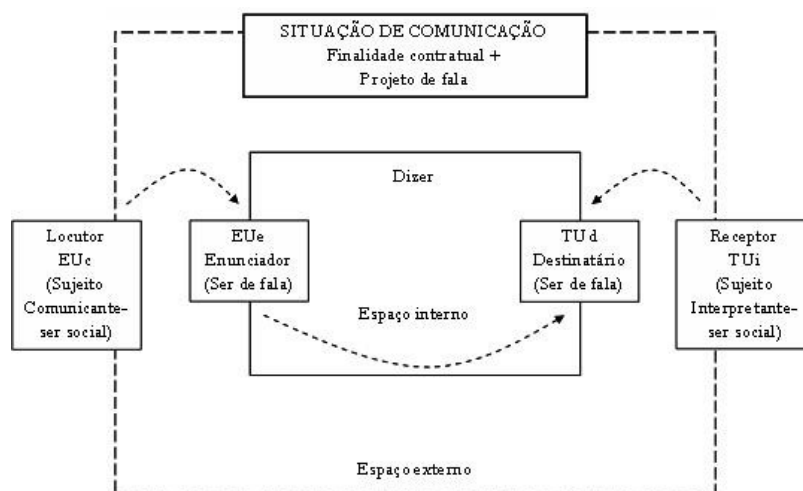 SITUAÇÃO DE COMUNICAÇÃO
Finalidade contratual +
Projeto de fala
Dizer
Locutor
EUc
(Sujeito
Comunicante-
ser social)
EUe
Enunciador
(Ser de fala)
TUd
Destinatário
(Ser de fala)
Receptor
TUi
(Sujeito
Interpretante-
ser social)
Espaço interno
Espaço externo